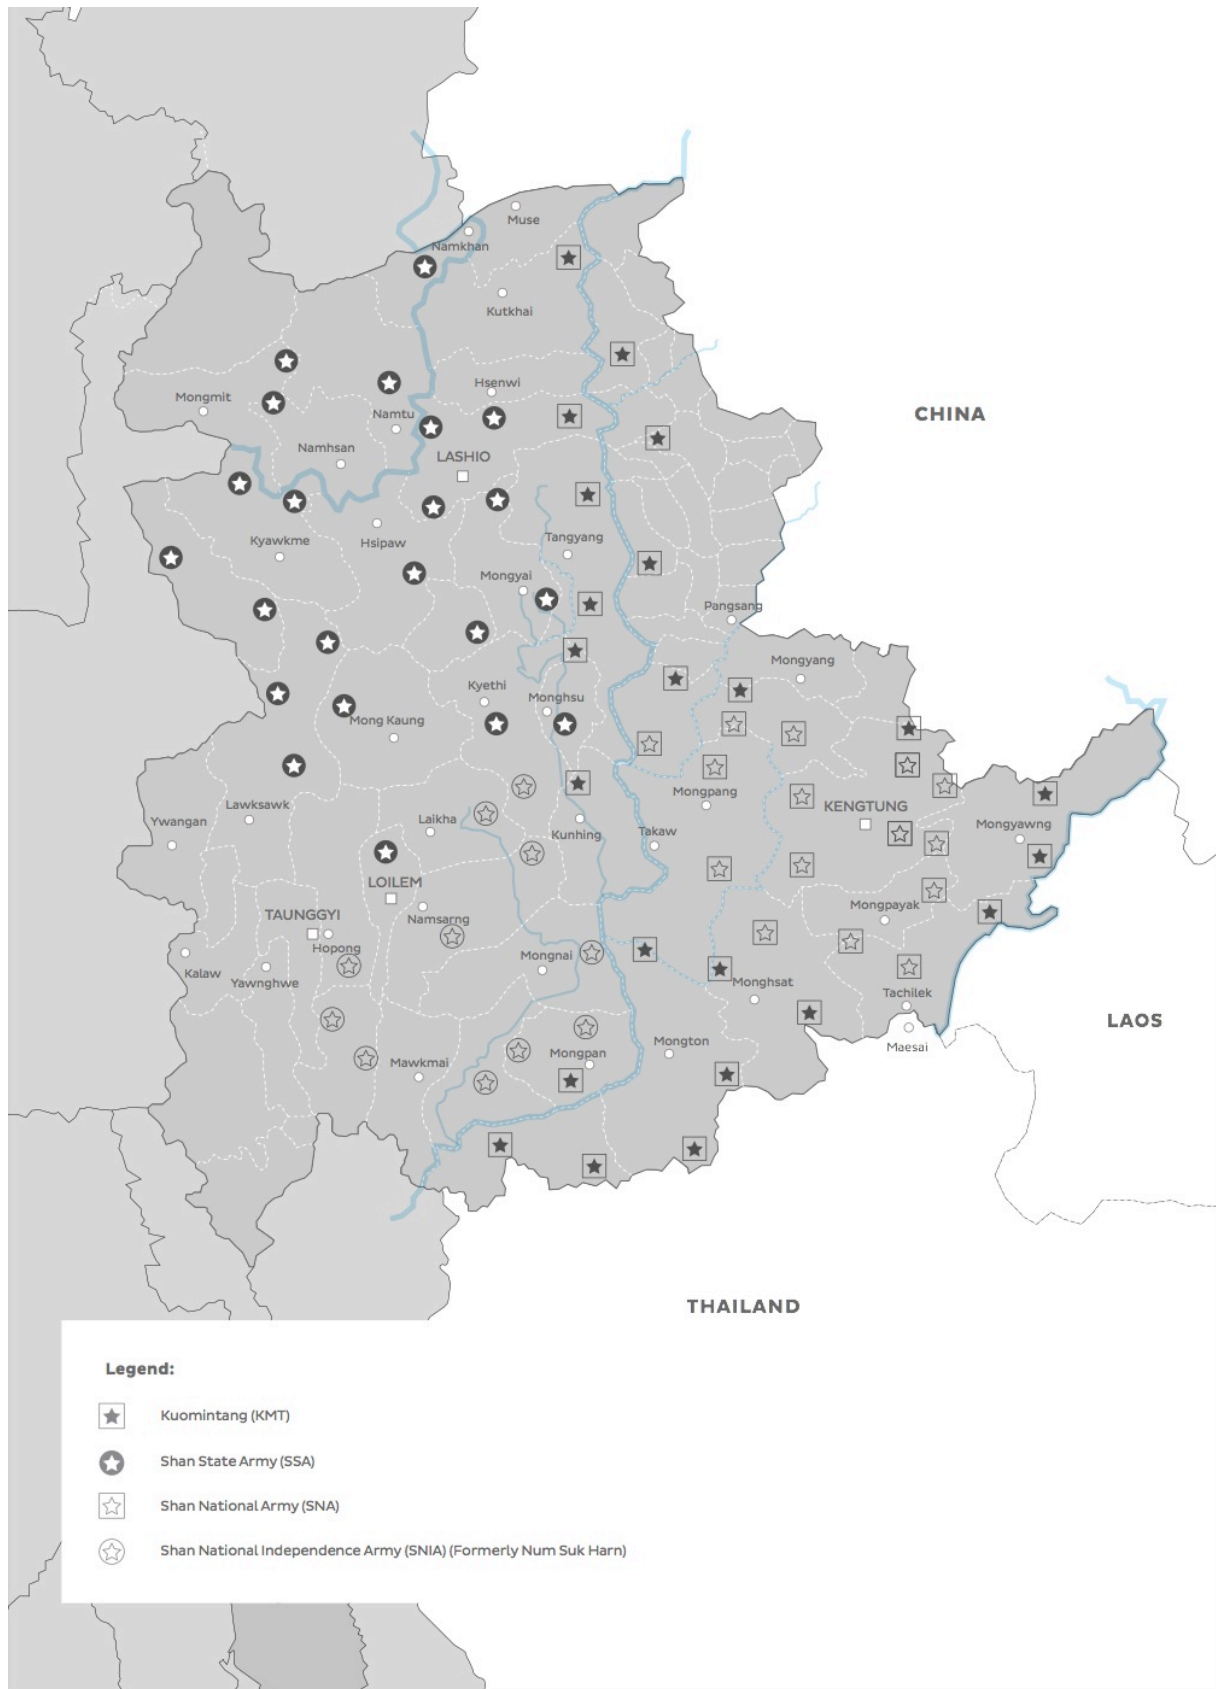 Muse
Namkhan
Kutkhai
Hsenwi
Mongmit
Namtu
CHINA
Namhsan
LASHIO
Tangyang
Kyawkme
Hsipaw
Mongyai
Pangsang
Mongyang
Kyethi
Monghsu
Mong Kaung
Mongpang
Lawksawk
KENGTUNG
Ywangan
Laikha
Kunhing
Takaw
Mongyawng
LOILEM
Mongpayak
TAUNGGYI
Namsarng
Hopong
Mongnai
Kalaw
Yawnghwe
Monghsat
Tachilek
LAOS
Mongton
Maesai
Mongpan
Mawkmai
THAILAND
Legend:
Kuomintang (KMT)
Shan State Army (SSA)
Shan National Army (SNA)
Shan National Independence Army (SNIA) (Formerly Num Suk Harn)